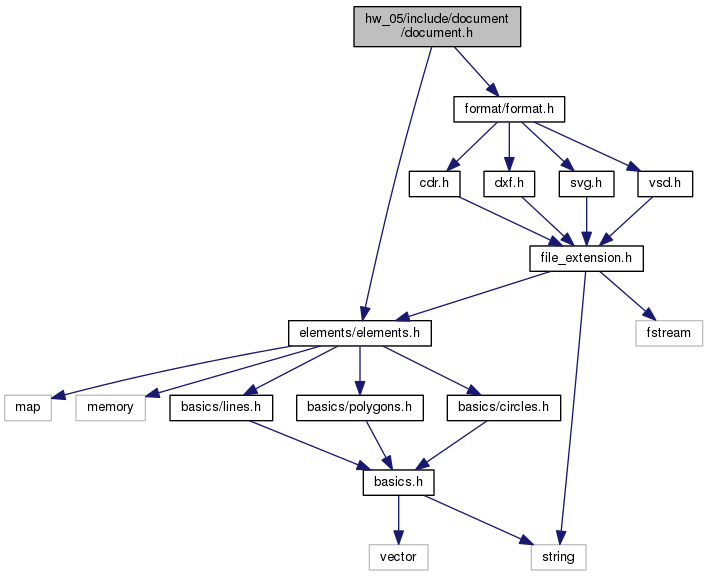 hw_05/include/document
/document.h
format/format.h
cdr.h
dxf.h
svg.h
vsd.h
file_extension.h
elements/elements.h
fstream
map
memory
basics/lines.h
basics/polygons.h
basics/circles.h
basics.h
vector
string